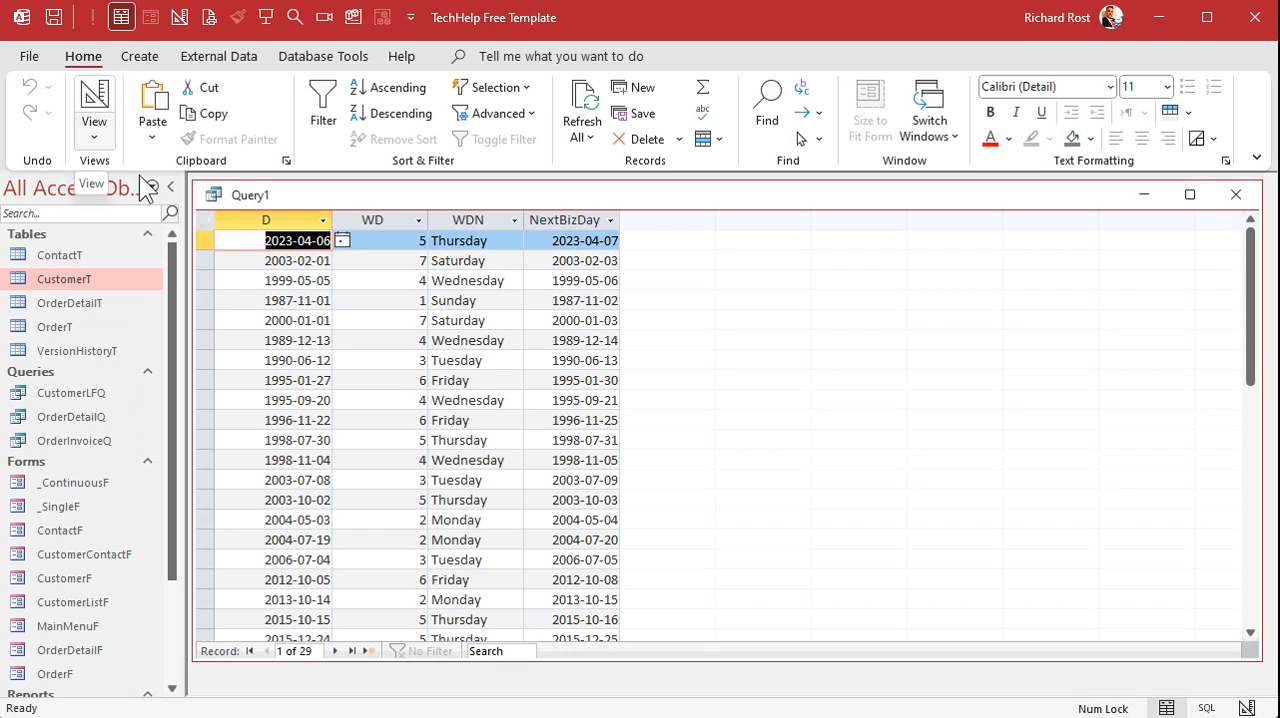 TechHelp Free Template
Richard Rost
File Home Create External Data Database Tools Help Tell me what you want to do
View
Paste
Cut
Copy
Format Painter
Filter
Ascending
Descending
Remove Sort
Selection
Advanced
Toggle Filter
Refresh
All
New
Save
Delete
Find
Size to
Fit Form
Switch
Windows
Calibri (Detail) 11
B I U
A
Undo Views Clipboard Sort & Filter Records Find Window Text Formatting
View
All Access Ob...
Search...
Tables
ContactT
CustomerT
OrderDetailT
OrderT
VersionHistoryT
Queries
CustomerLFQ
OrderDetailQ
OrderInvoiceQ
Forms
_ContinuousF
_SingleF
ContactF
CustomerContactF
CustomerF
CustomerListF
MainMenuF
OrderDetailF
OrderF
Reports
Query1
D WD WDN NextBizDay
2023-04-06 5 Thursday 2023-04-07
2003-02-01 7 Saturday 2003-02-03
1999-05-05 4 Wednesday 1999-05-06
1987-11-01 1 Sunday 1987-11-02
2000-01-01 7 Saturday 2000-01-03
1989-12-13 4 Wednesday 1989-12-14
1990-06-12 3 Tuesday 1990-06-13
1995-01-27 6 Friday 1995-01-30
1995-09-20 4 Wednesday 1995-09-21
1996-11-22 6 Friday 1996-11-25
1998-07-30 5 Thursday 1998-07-31
1998-11-04 4 Wednesday 1998-11-05
2003-07-08 3 Tuesday 2003-07-09
2003-10-02 5 Thursday 2003-10-03
2004-05-03 2 Monday 2004-05-04
2004-07-19 2 Monday 2004-07-20
2006-07-04 3 Tuesday 2006-07-05
2012-10-05 6 Friday 2012-10-08
2013-10-14 2 Monday 2013-10-15
2015-10-15 5 Thursday 2015-10-16
2015-12-24 5 Thursday 2015-12-25
Record: 1 of 29 No Filter Search
Ready
Num Lock
SQL